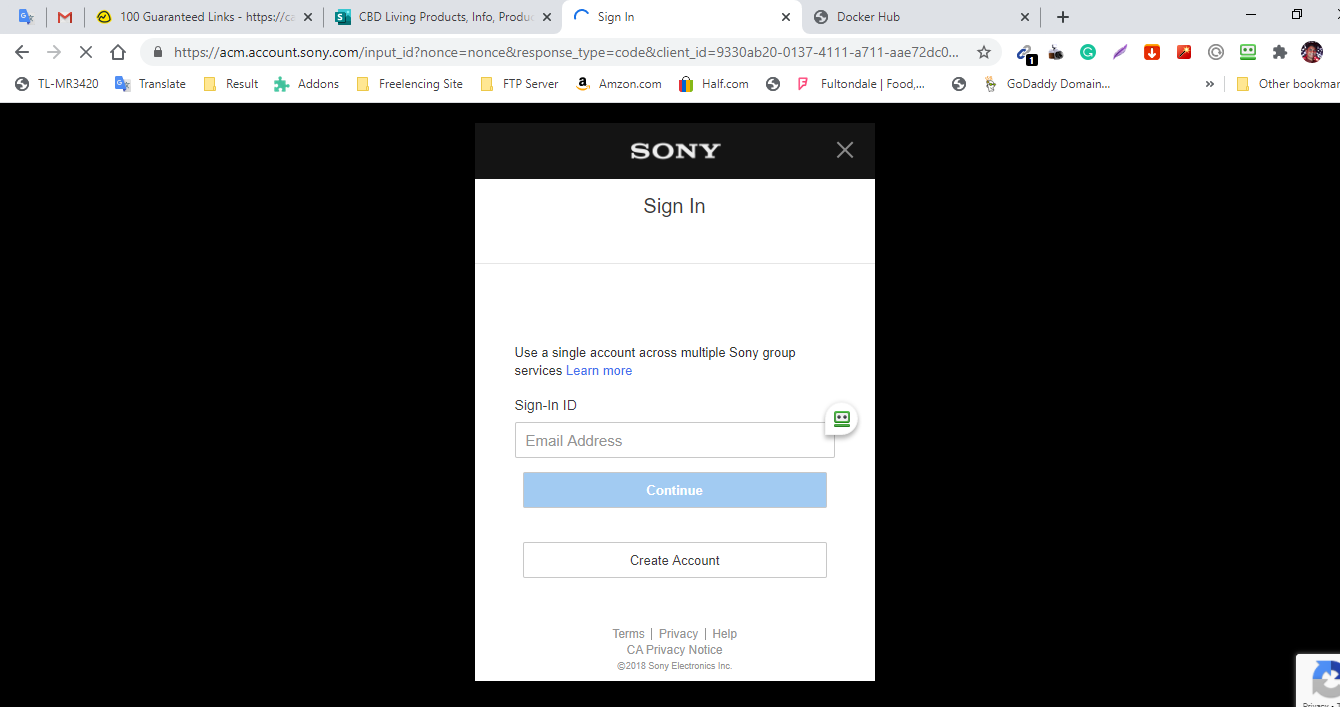 100 Guaranteed Links - https://ca
CBD Living Products, Info, Produc
Sign In
Docker Hub
https://acm.account.sony.com/input_id?nonce=nonce&response_type=code&client_id=9330ab20-0137-4111-a711-aae72dc0...
1
TL-MR3420
Translate
Result
Addons
Freelencing Site
FTP Server
Amzon.com
Half.com
Fultondale | Food,...
GoDaddy Domain...
»
Other bookmar
SONY
Sign In
Use a single account across multiple Sony group
services Learn more
Sign-In ID
Email Address
Continue
Create Account
Terms | Privacy | Help
CA Privacy Notice
©2018 Sony Electronics Inc.
Privacy